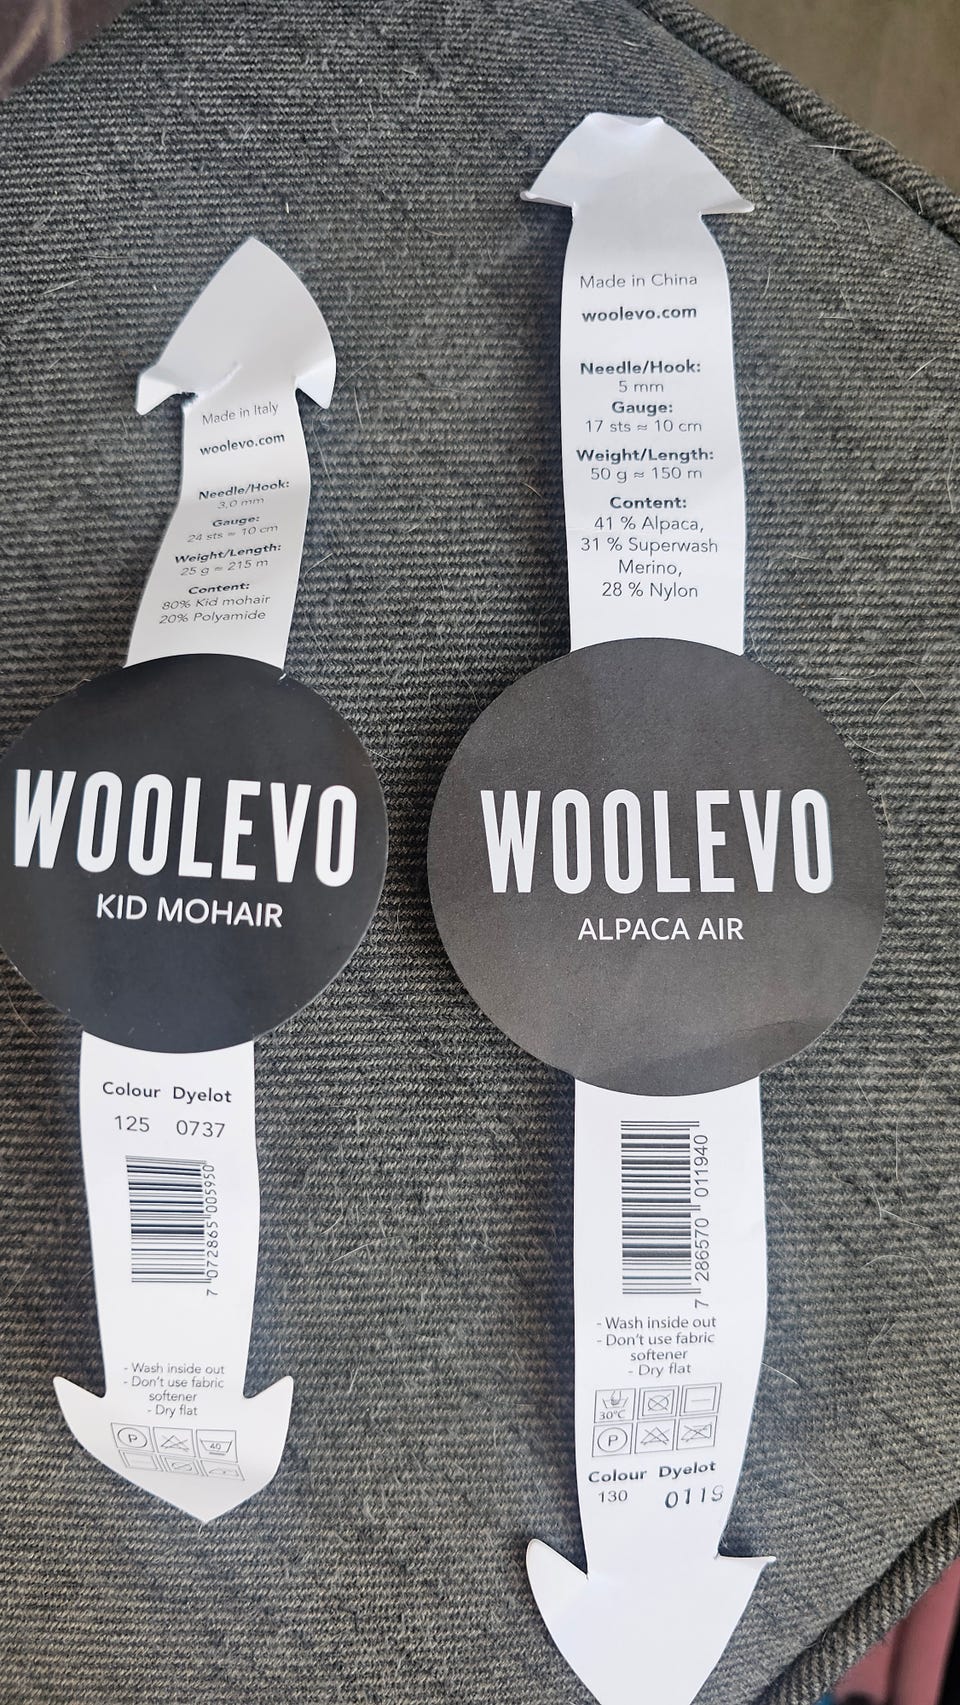 Made in Italy
woolevo.com
Needle/Hook:
3,0 mm
Gauge:
24 sts ≈ 10 cm
Weight/Length:
25 g ≈ 215 m
Content:
80% Kid mohair
20% Polyamide
WOOLEVO
KID MOHAIR
Colour Dyelot
125 0737
7 072865 005950
- Wash inside out
- Don't use fabric
softener
- Dry flat
P
40
Made in China
woolevo.com
Needle/Hook:
5 mm
Gauge:
17 sts ≈ 10 cm
Weight/Length:
50 g ≈ 150 m
Content:
41 % Alpaca,
31 % Superwash
Merino,
28 % Nylon
WOOLEVO
ALPACA AIR
7 286570 011940
- Wash inside out
- Don't use fabric
softener
- Dry flat
30°C
P
Colour Dyelot
130 0119